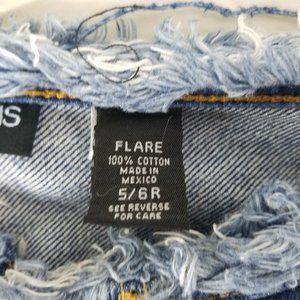 FLARE
100% COTTON
MADE IN
MEXICO
5/6R
SEE REVERSE
FOR CARE